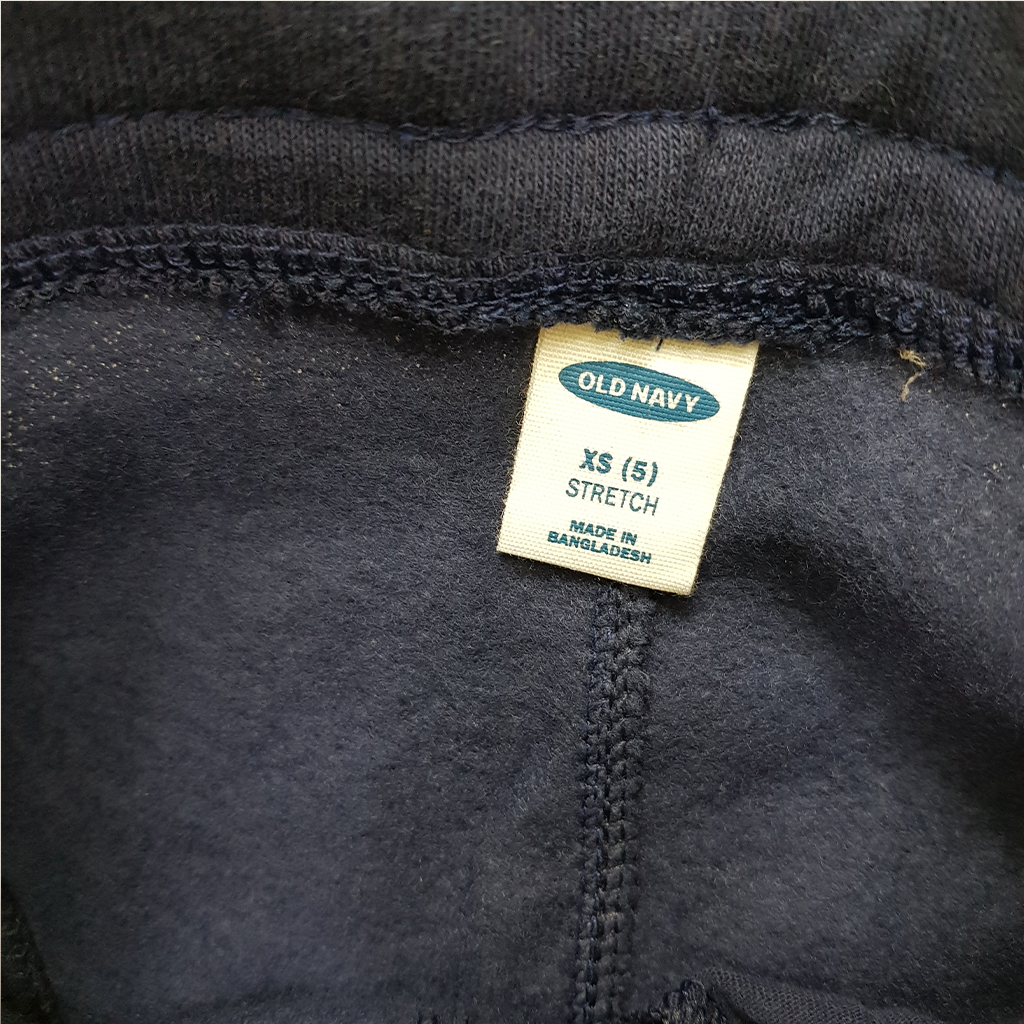 OLD NAVY
XS (5)
STRETCH
MADE IN
BANGLADESH